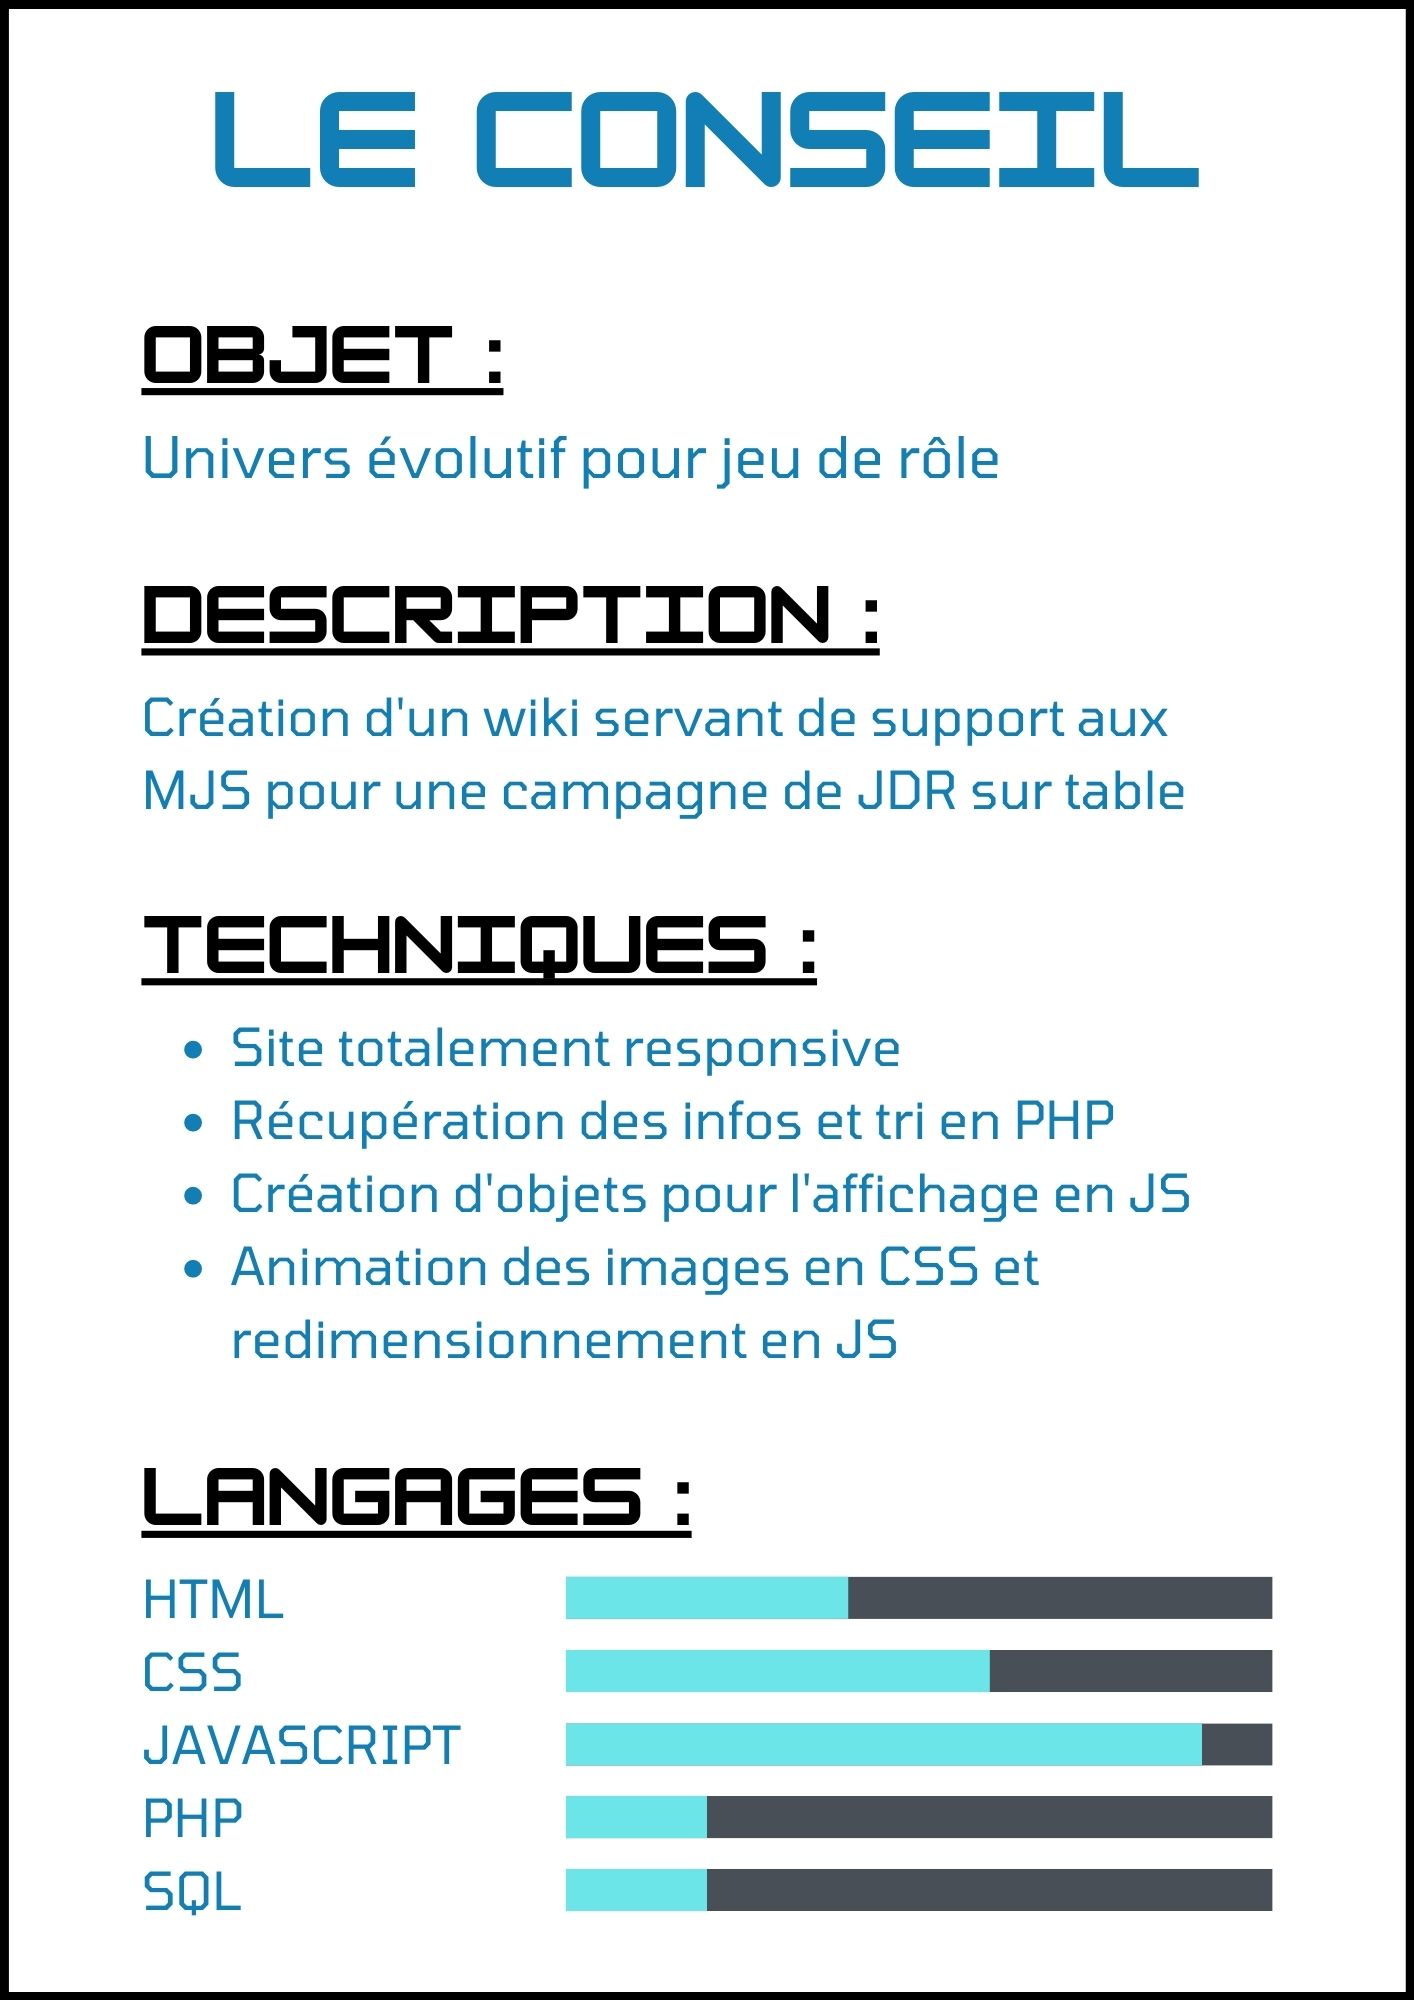 LE CONSEIL
OBJET :
Univers évolutif pour jeu de rôle
DESCRIPTION :
Création d'un wiki servant de support aux
MJS pour une campagne de JDR sur table
TECHNIQUES :
• Site totalement responsive
• Récupération des infos et tri en PHP
• Création d'objets pour l'affichage en JS
• Animation des images en CSS et
redimensionnement en JS
LANGAGES :
HTML
CSS
JAVASCRIPT
PHP
SQL